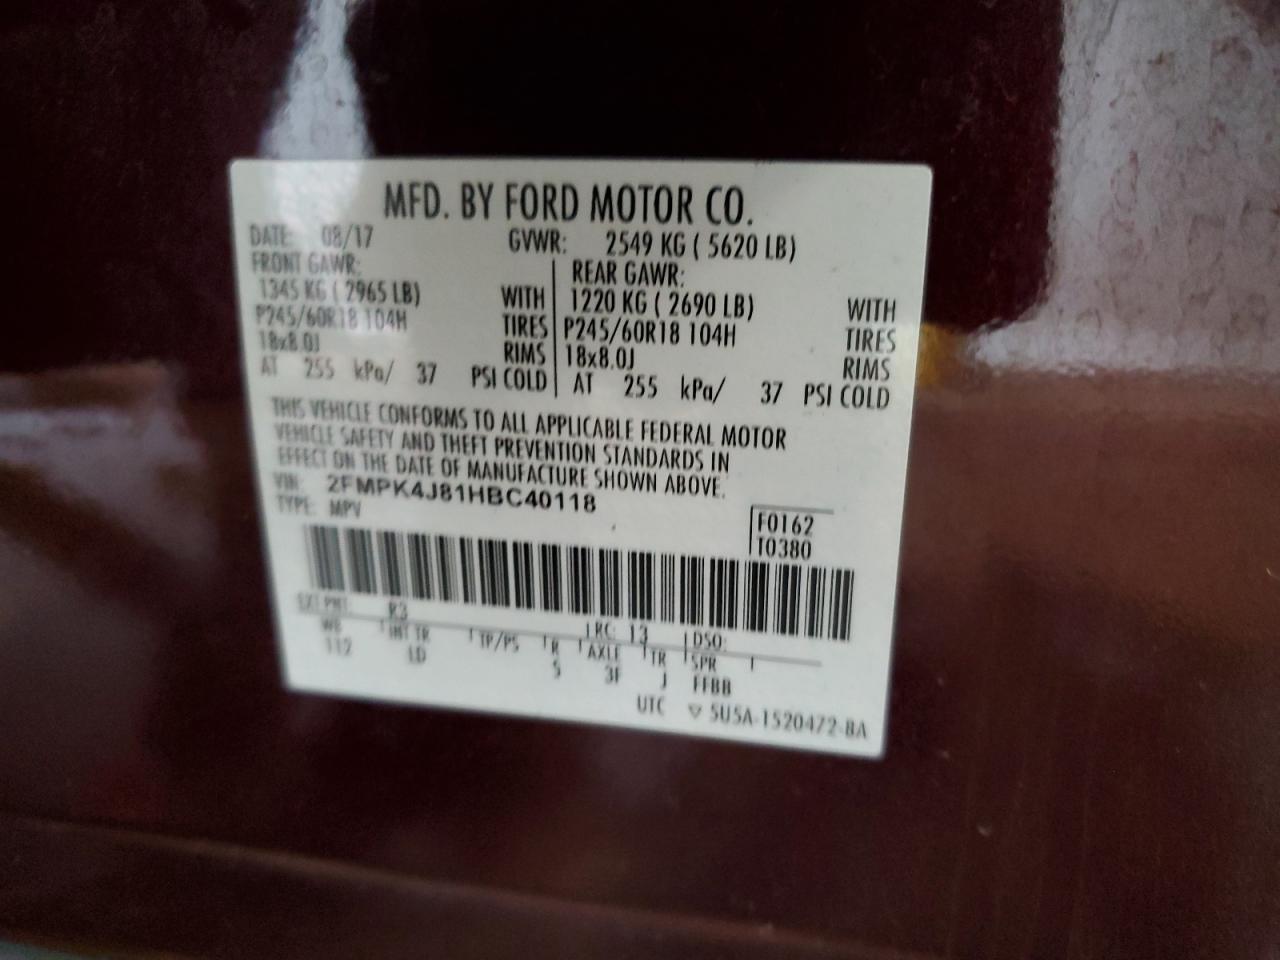 MFD. BY FORD MOTOR CO.
DATE: 08/17 GVWR: 2549 KG ( 5620 LB)
FRONT GAWR: REAR GAWR:
1345 KG ( 2965 LB) WITH 1220 KG ( 2690 LB) WITH
P245/60R18 104H TIRES P245/60R18 104H TIRES
18x8.0J RIMS 18x8.0J RIMS
AT 255 kPa/ 37 PSI COLD AT 255 kPa/ 37 PSI COLD
THIS VEHICLE CONFORMS TO ALL APPLICABLE FEDERAL MOTOR
VEHICLE SAFETY AND THEFT PREVENTION STANDARDS IN
EFFECT ON THE DATE OF MANUFACTURE SHOWN ABOVE.
VIN: 2FMPK4J81HBC40118
TYPE: MPV
F0162
T0380
EXT PNT: R3 RC: 13 DSO:
WB INT TR TP/PS R AXLE TR SPR
112 LD 5 3F J FFBB
UTC ▽ 5U5A-1520472-BA